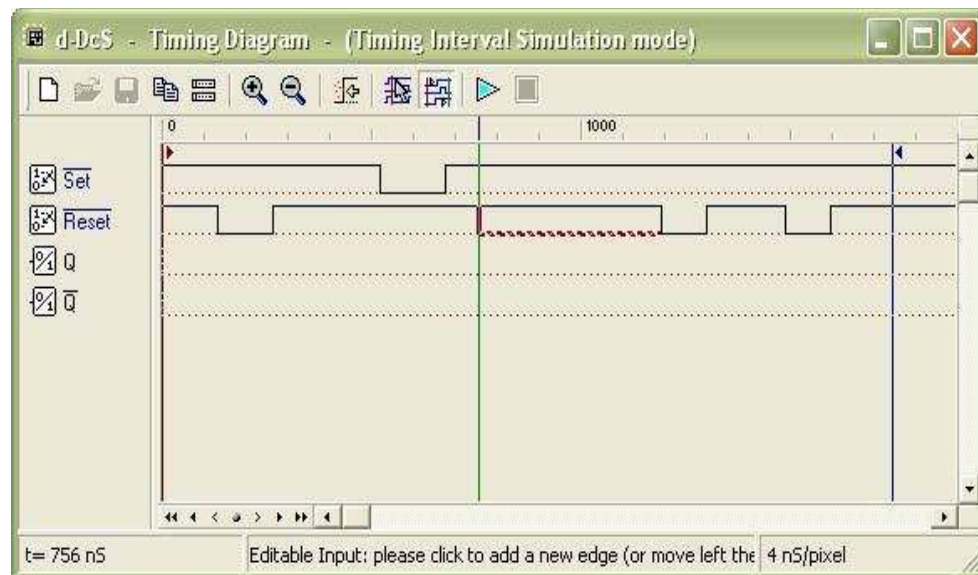 d-DcS - Timing Diagram - (Timing Interval Simulation mode)
0 1000
Set
Reset
Q
Q
t= 756 nS Editable Input: please click to add a new edge (or move left the 4 nS/pixel